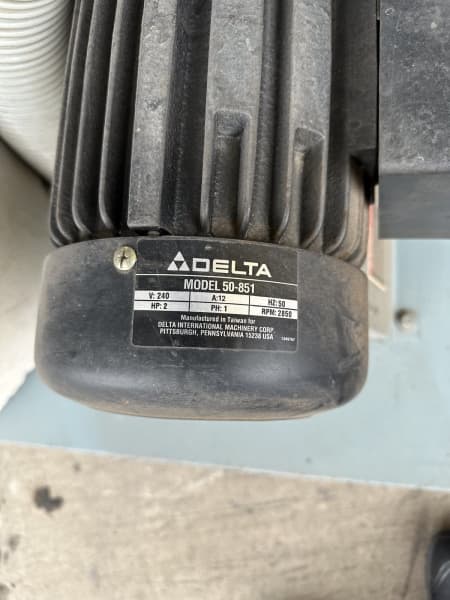 DELTA
MODEL 50-851
V: 240 A:12 HZ:50
HP: 2 PH: 1 RPM: 2850
Manufactured in Taiwan for
DELTA INTERNATIONAL MACHINERY CORP.
PITTSBURGH, PENNSYLVANIA 15238 USA